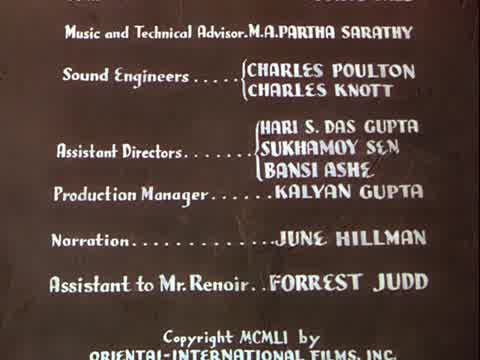 Music and Technical Advisor.M.A.PARTHA SARATHY
Sound Engineers.....CHARLES POULTON
CHARLES KNOTT
HARI S. DAS GUPTA
Assistant Directors.......SUKHAMOY SEN
BANSI ASHE
Production Manager.......KALYAN GUPTA
Narration.............JUNE HILLMAN
Assistant to Mr. Renoir..FORREST JUDD
Copyright MCMLI by
ORIENTAL-INTERNATIONAL FILMS, INC.